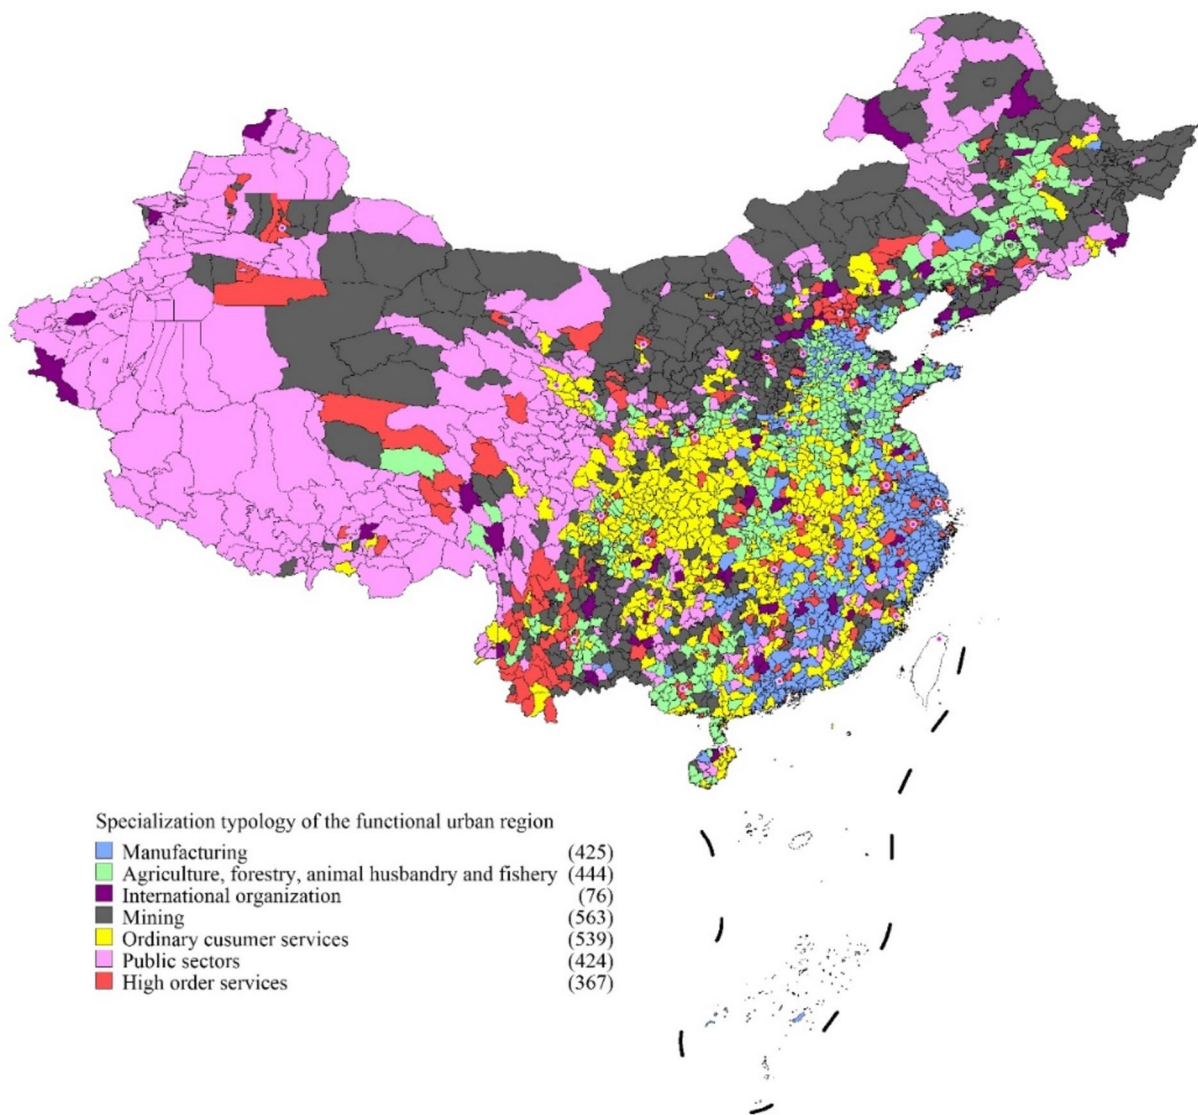 Specialization typology of the functional urban region
Manufacturing (425)
Agriculture, forestry, animal husbandry and fishery (444)
International organization (76)
Mining (563)
Ordinary cusumer services (539)
Public sectors (424)
High order services (367)